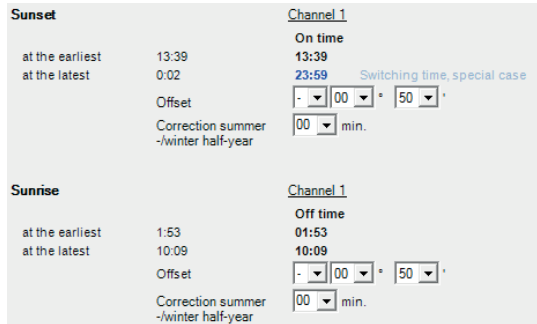 Sunset Channel 1
On time
at the earliest 13:39 13:39
at the latest 0:02 23:59 Switching time, special case
Offset - 00 ° 50 '
Correction summer 00 min.
-/winter half-year
Sunrise Channel 1
Off time
at the earliest 1:53 01:53
at the latest 10:09 10:09
Offset - 00 ° 50 '
Correction summer 00 min.
-/winter half-year